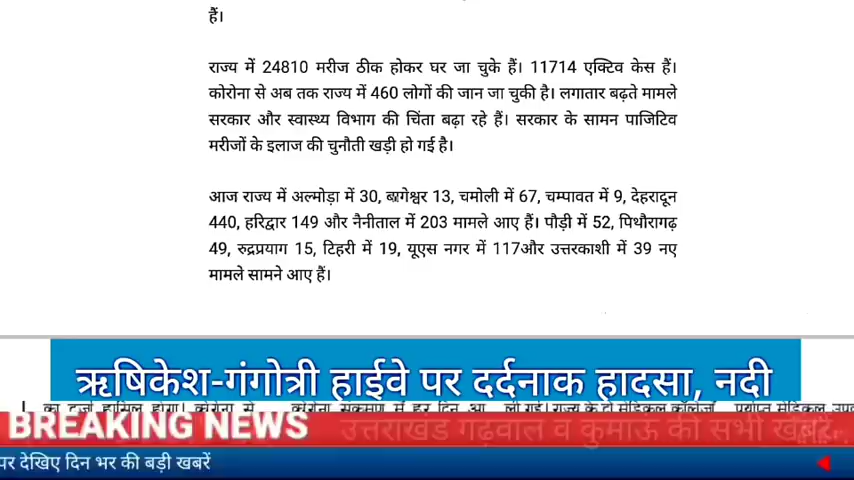 हैं।
राज्य में 24810 मरीज ठीक होकर घर जा चुके हैं। 11714 एक्टिव केस हैं।
कोरोना से अब तक राज्य में 460 लोगों की जान जा चुकी है। लगातार बढ़ते मामले
सरकार और स्वास्थ्य विभाग की चिंता बढ़ा रहे हैं। सरकार के सामन पाजिटिव
मरीजों के इलाज की चुनौती खड़ी हो गई है।
आज राज्य में अल्मोड़ा में 30, बागेश्वर 13, चमोली में 67, चम्पावत में 9, देहरादून
440, हरिद्वार 149 और नैनीताल में 203 मामले आए हैं। पौड़ी में 52, पिथौरागढ़
49, रुद्रप्रयाग 15, टिहरी में 19, यूएस नगर में 117और उत्तरकाशी में 39 नए
मामले सामने आए हैं।
ऋषिकेश-गंगोत्री हाईवे पर दर्दनाक हादसा, नदी
BREAKING NEWS उत्तराखंड गढ़वाल व कुमाऊ की सभी खबरें
पर देखिए दिन भर की बड़ी खबरें